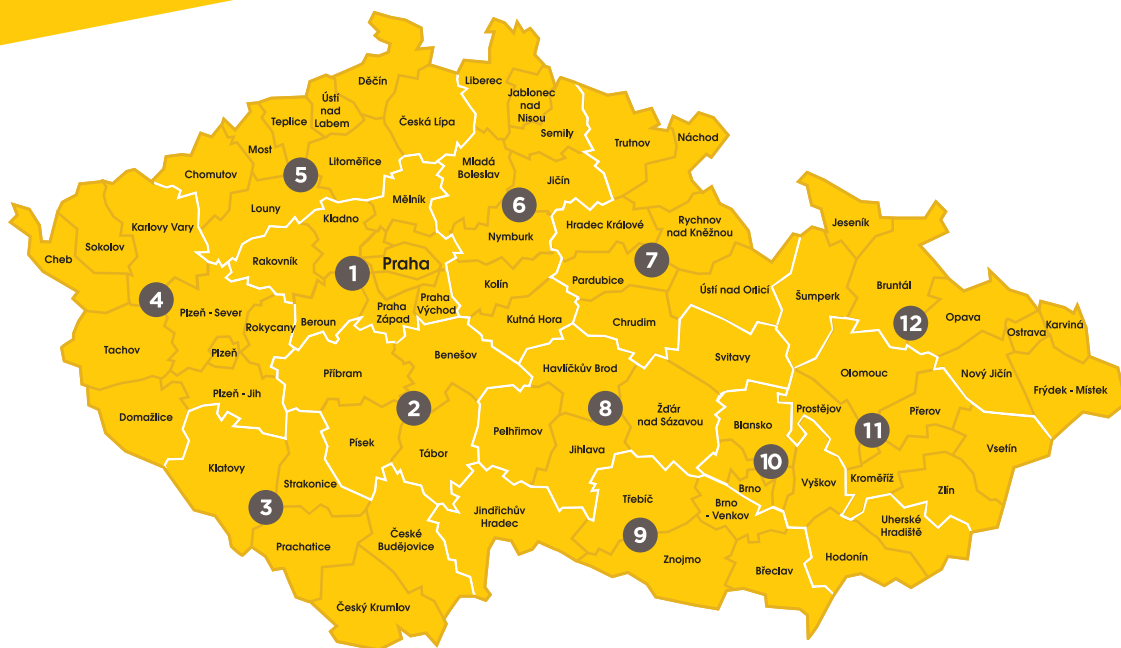 Děčín
Liberec
Ústí
nad
Labem
Jablonec
nad
Nisou
Teplice
Česká Lípa
Semily
Trutnov
Náchod
Most
Litoměřice
Mladá
Boleslav
Chomutov
5
Jičín
Mělník
Louny
6
Kladno
Karlovy Vary
Sokolov
Cheb
Nymburk
Hradec Králové
Rychnov
nad Kněžnou
Jeseník
Rakovník
1
Praha
7
Pardubice
Kolín
4
Plzeň - Sever
Rokycany
Beroun
Praha
Západ
Praha
Východ
Kutná Hora
Chrudim
Ústí nad Orlicí
Šumperk
Bruntál
12
Opava
Ostrava
Karviná
Tachov
Plzeň
Benešov
Svitavy
Havlíčkův Brod
Olomouc
Nový Jičín
Frýdek - Místek
Příbram
Plzeň - Jih
Domažlice
2
8
Žďár
nad Sázavou
Prostějov
Přerov
Blansko
11
Pelhřimov
Jihlava
Písek
Tábor
Vsetín
Klatovy
Strakonice
10
Brno
Vyškov
Kroměříž
Zlín
3
Jindřichův
Hradec
Třebíč
Brno
- Venkov
Uherské
Hradiště
České
Budějovice
9
Prachatice
Znojmo
Břeclav
Hodonín
Český Krumlov